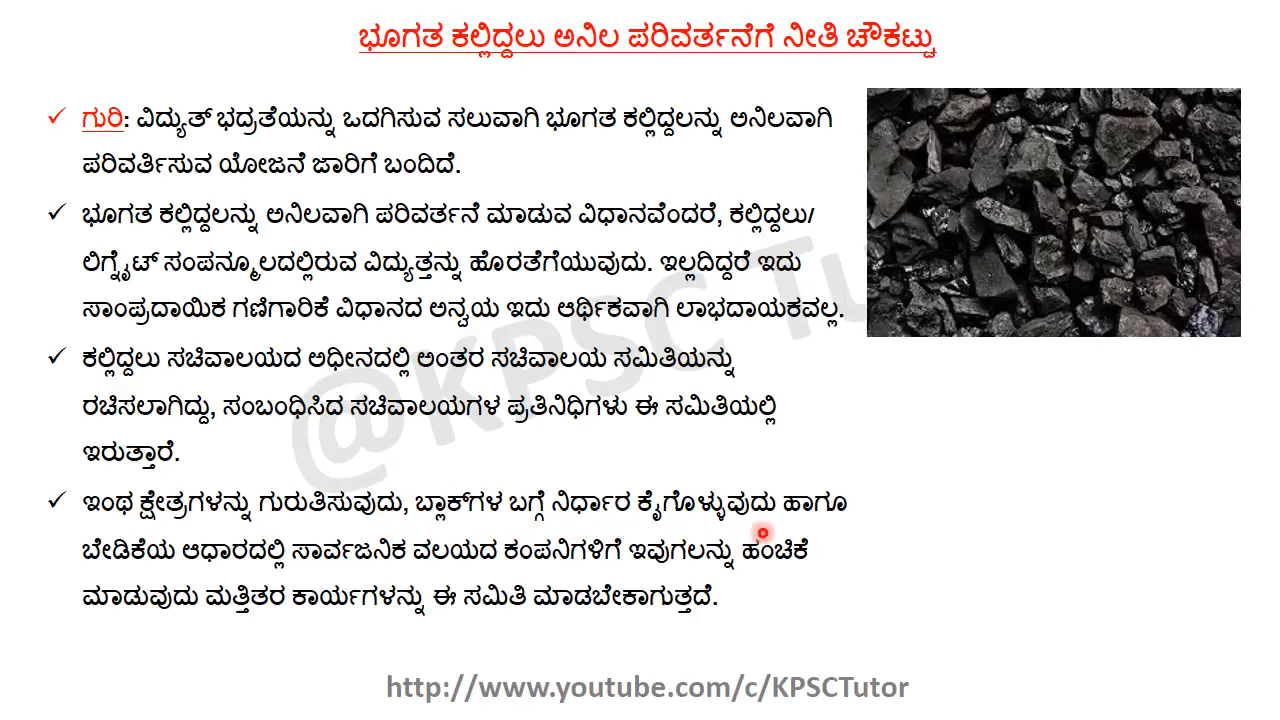 ಭೂಗತ ಕಲ್ಲಿದ್ದಲು ಅನಿಲ ಪರಿವರ್ತನೆಗೆ ನೀತಿ ಚೌಕಟ್ಟು
✓ ಗುರಿ: ವಿದ್ಯುತ್ ಭದ್ರತೆಯನ್ನು ಒದಗಿಸುವ ಸಲುವಾಗಿ ಭೂಗತ ಕಲ್ಲಿದ್ದಲನ್ನು ಅನಿಲವಾಗಿ
ಪರಿವರ್ತಿಸುವ ಯೋಜನೆ ಜಾರಿಗೆ ಬಂದಿದೆ.
✓ ಭೂಗತ ಕಲ್ಲಿದ್ದಲನ್ನು ಅನಿಲವಾಗಿ ಪರಿವರ್ತನೆ ಮಾಡುವ ವಿಧಾನವೆಂದರೆ, ಕಲ್ಲಿದ್ದಲು/
ಲಿಗ್ನೈಟ್ ಸಂಪನ್ಮೂಲದಲ್ಲಿರುವ ವಿದ್ಯುತ್ತನ್ನು ಹೊರತೆಗೆಯುವುದು. ಇಲ್ಲದಿದ್ದರೆ ಇದು
ಸಾಂಪ್ರದಾಯಿಕ ಗಣಿಗಾರಿಕೆ ವಿಧಾನದ ಅನ್ವಯ ಇದು ಆರ್ಥಿಕವಾಗಿ ಲಾಭದಾಯಕವಲ್ಲ.
✓ ಕಲ್ಲಿದ್ದಲು ಸಚಿವಾಲಯದ ಅಧೀನದಲ್ಲಿ ಅಂತರ ಸಚಿವಾಲಯ ಸಮಿತಿಯನ್ನು
ರಚಿಸಲಾಗಿದ್ದು, ಸಂಬಂಧಿಸಿದ ಸಚಿವಾಲಯಗಳ ಪ್ರತಿನಿಧಿಗಳು ಈ ಸಮಿತಿಯಲ್ಲಿ
ಇರುತ್ತಾರೆ.
✓ ಇಂಥ ಕ್ಷೇತ್ರಗಳನ್ನು ಗುರುತಿಸುವುದು, ಬ್ಲಾಕ್‌ಗಳ ಬಗ್ಗೆ ನಿರ್ಧಾರ ಕೈಗೊಳ್ಳುವುದು ಹಾಗೂ
ಬೇಡಿಕೆಯ ಆಧಾರದಲ್ಲಿ ಸಾರ್ವಜನಿಕ ವಲಯದ ಕಂಪನಿಗಳಿಗೆ ಇವುಗಲನ್ನು ಹಂಚಿಕೆ
ಮಾಡುವುದು ಮತ್ತಿತರ ಕಾರ್ಯಗಳನ್ನು ಈ ಸಮಿತಿ ಮಾಡಬೇಕಾಗುತ್ತದೆ.
@KPSC Tu
http://www.youtube.com/c/KPSCTutor